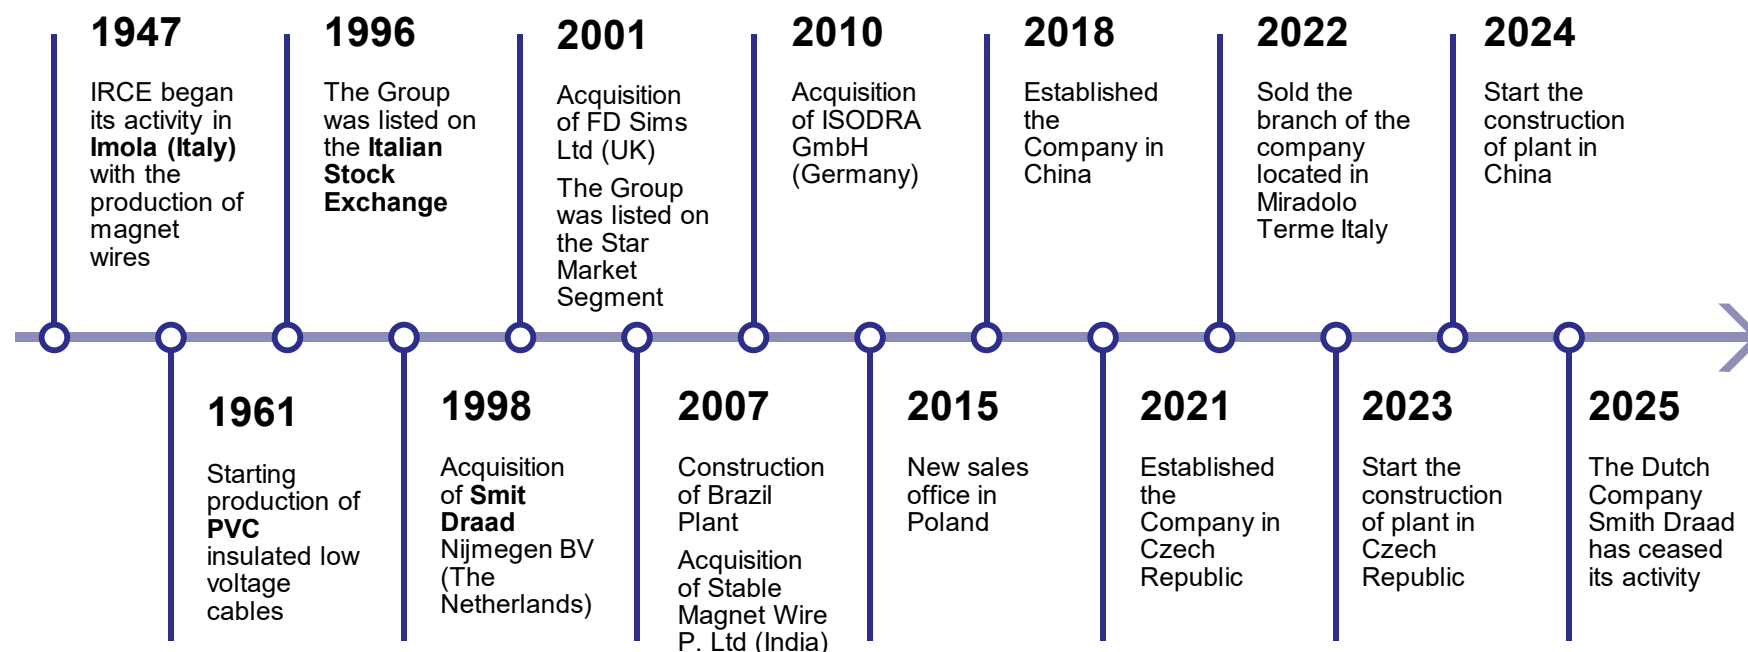 1947
IRCE began
its activity in
Imola (Italy)
with the
production of
magnet
wires
1961
Starting
production of
PVC
insulated low
voltage
cables
1996
The Group
was listed on
the Italian
Stock
Exchange
1998
Acquisition
of Smit
Draad
Nijmegen BV
(The
Netherlands)
2001
Acquisition
of FD Sims
Ltd (UK)
The Group
was listed on
the Star
Market
Segment
2007
Construction
of Brazil
Plant
Acquisition
of Stable
Magnet Wire
P. Ltd (India)
2010
Acquisition
of ISODRA
GmbH
(Germany)
2015
New sales
office in
Poland
2018
Established
the
Company in
China
2021
Established
the
Company in
Czech
Republic
2022
Sold the
branch of the
company
located in
Miradolo
Terme Italy
2023
Start the
construction
of plant in
Czech
Republic
2024
Start the
construction
of plant in
China
2025
The Dutch
Company
Smith Draad
has ceased
its activity